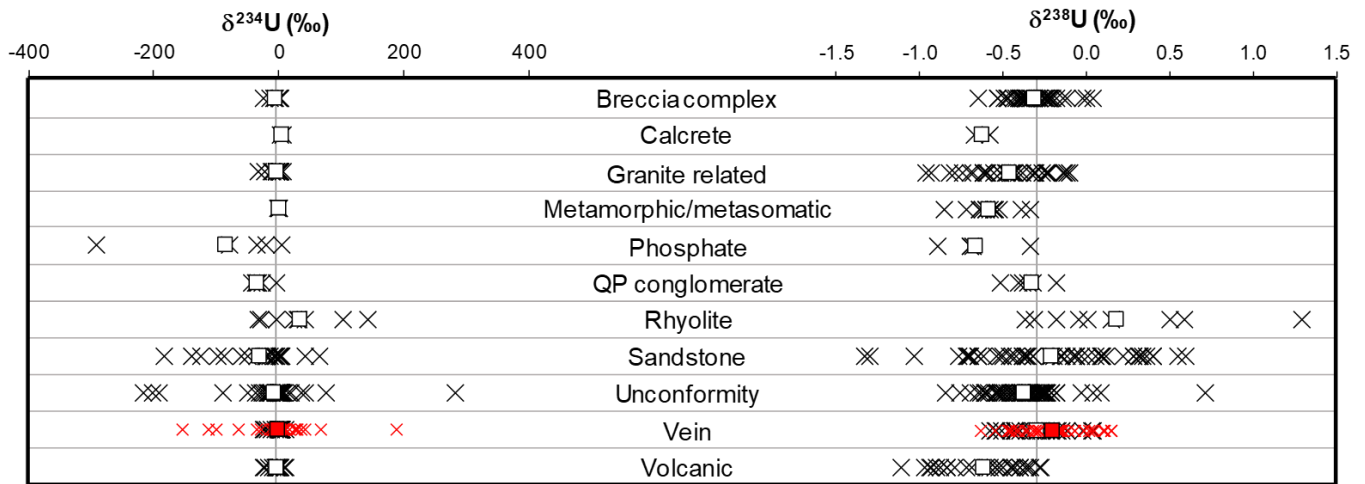 δ²³⁴U (‰) δ²³⁸U (‰)
-400 -200 0 200 400 -1.5 -1.0 -0.5 0.0 0.5 1.0 1.5
Breccia complex
Calcrete
Granite related
Metamorphic/metasomatic
Phosphate
QP conglomerate
Rhyolite
Sandstone
Unconformity
Vein
Volcanic